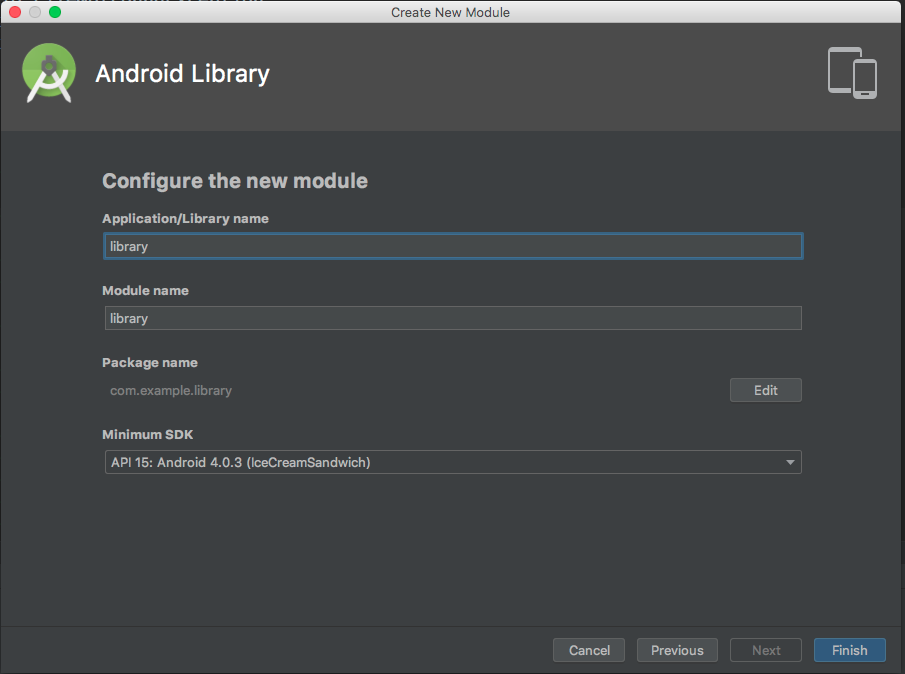 Create New Module
Android Library
Configure the new module
Application/Library name
library
Module name
library
Package name
com.example.library
Edit
Minimum SDK
API 15: Android 4.0.3 (IceCreamSandwich)
Cancel
Previous
Next
Finish